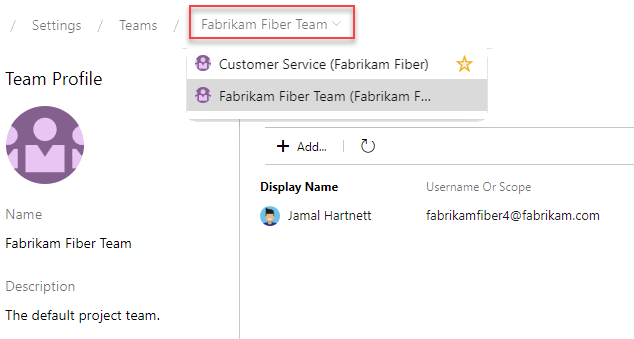 / Settings / Teams / Fabrikam Fiber Team
Customer Service (Fabrikam Fiber)
Fabrikam Fiber Team (Fabrikam F...
Team Profile
+ Add...
Display Name Username Or Scope
Jamal Hartnett fabrikamfiber4@fabrikam.com
Name
Fabrikam Fiber Team
Description
The default project team.